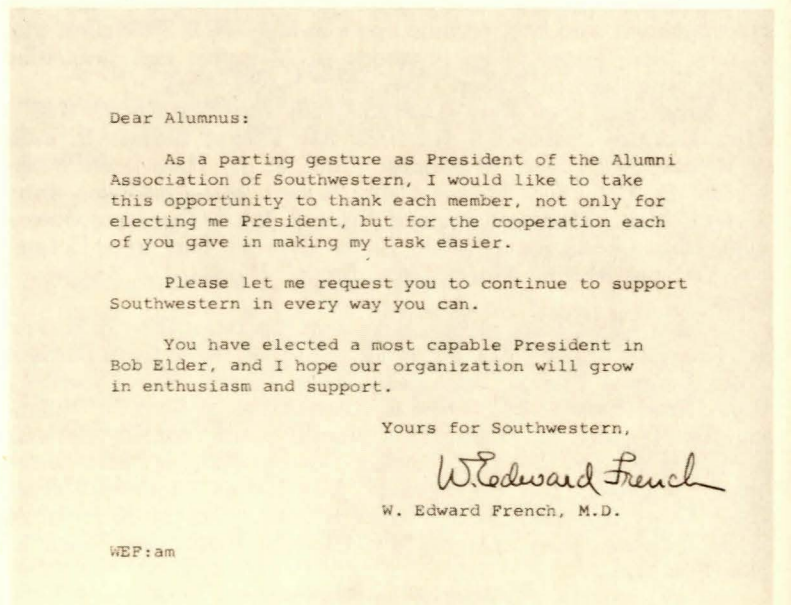 Dear Alumnus:
As a parting gesture as President of the Alumni
Association of Southwestern, I would like to take
this opportunity to thank each member, not only for
electing me President, but for the cooperation each
of you gave in making my task easier.
Please let me request you to continue to support
Southwestern in every way you can.
You have elected a most capable President in
Bob Elder, and I hope our organization will grow
in enthusiasm and support.
Yours for Southwestern,
W. Edward French
W. Edward French, M.D.
WEF:am